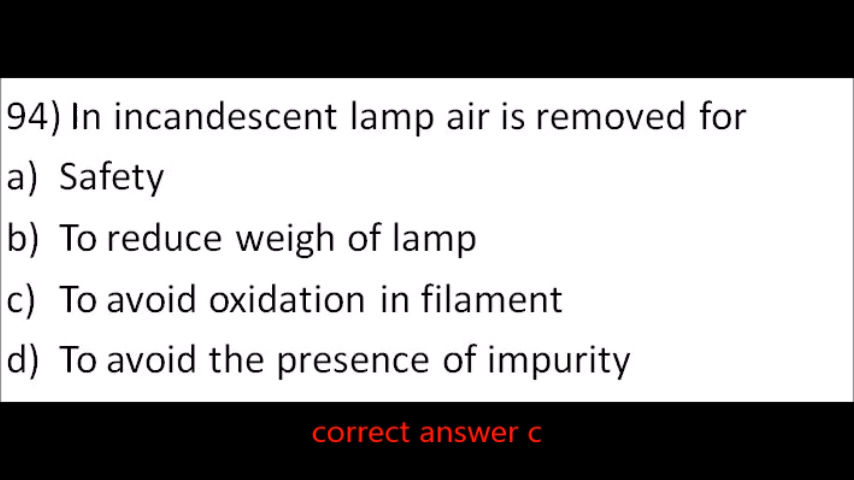 94) In incandescent lamp air is removed for
a) Safety
b) To reduce weigh of lamp
c) To avoid oxidation in filament
d) To avoid the presence of impurity
correct answer c